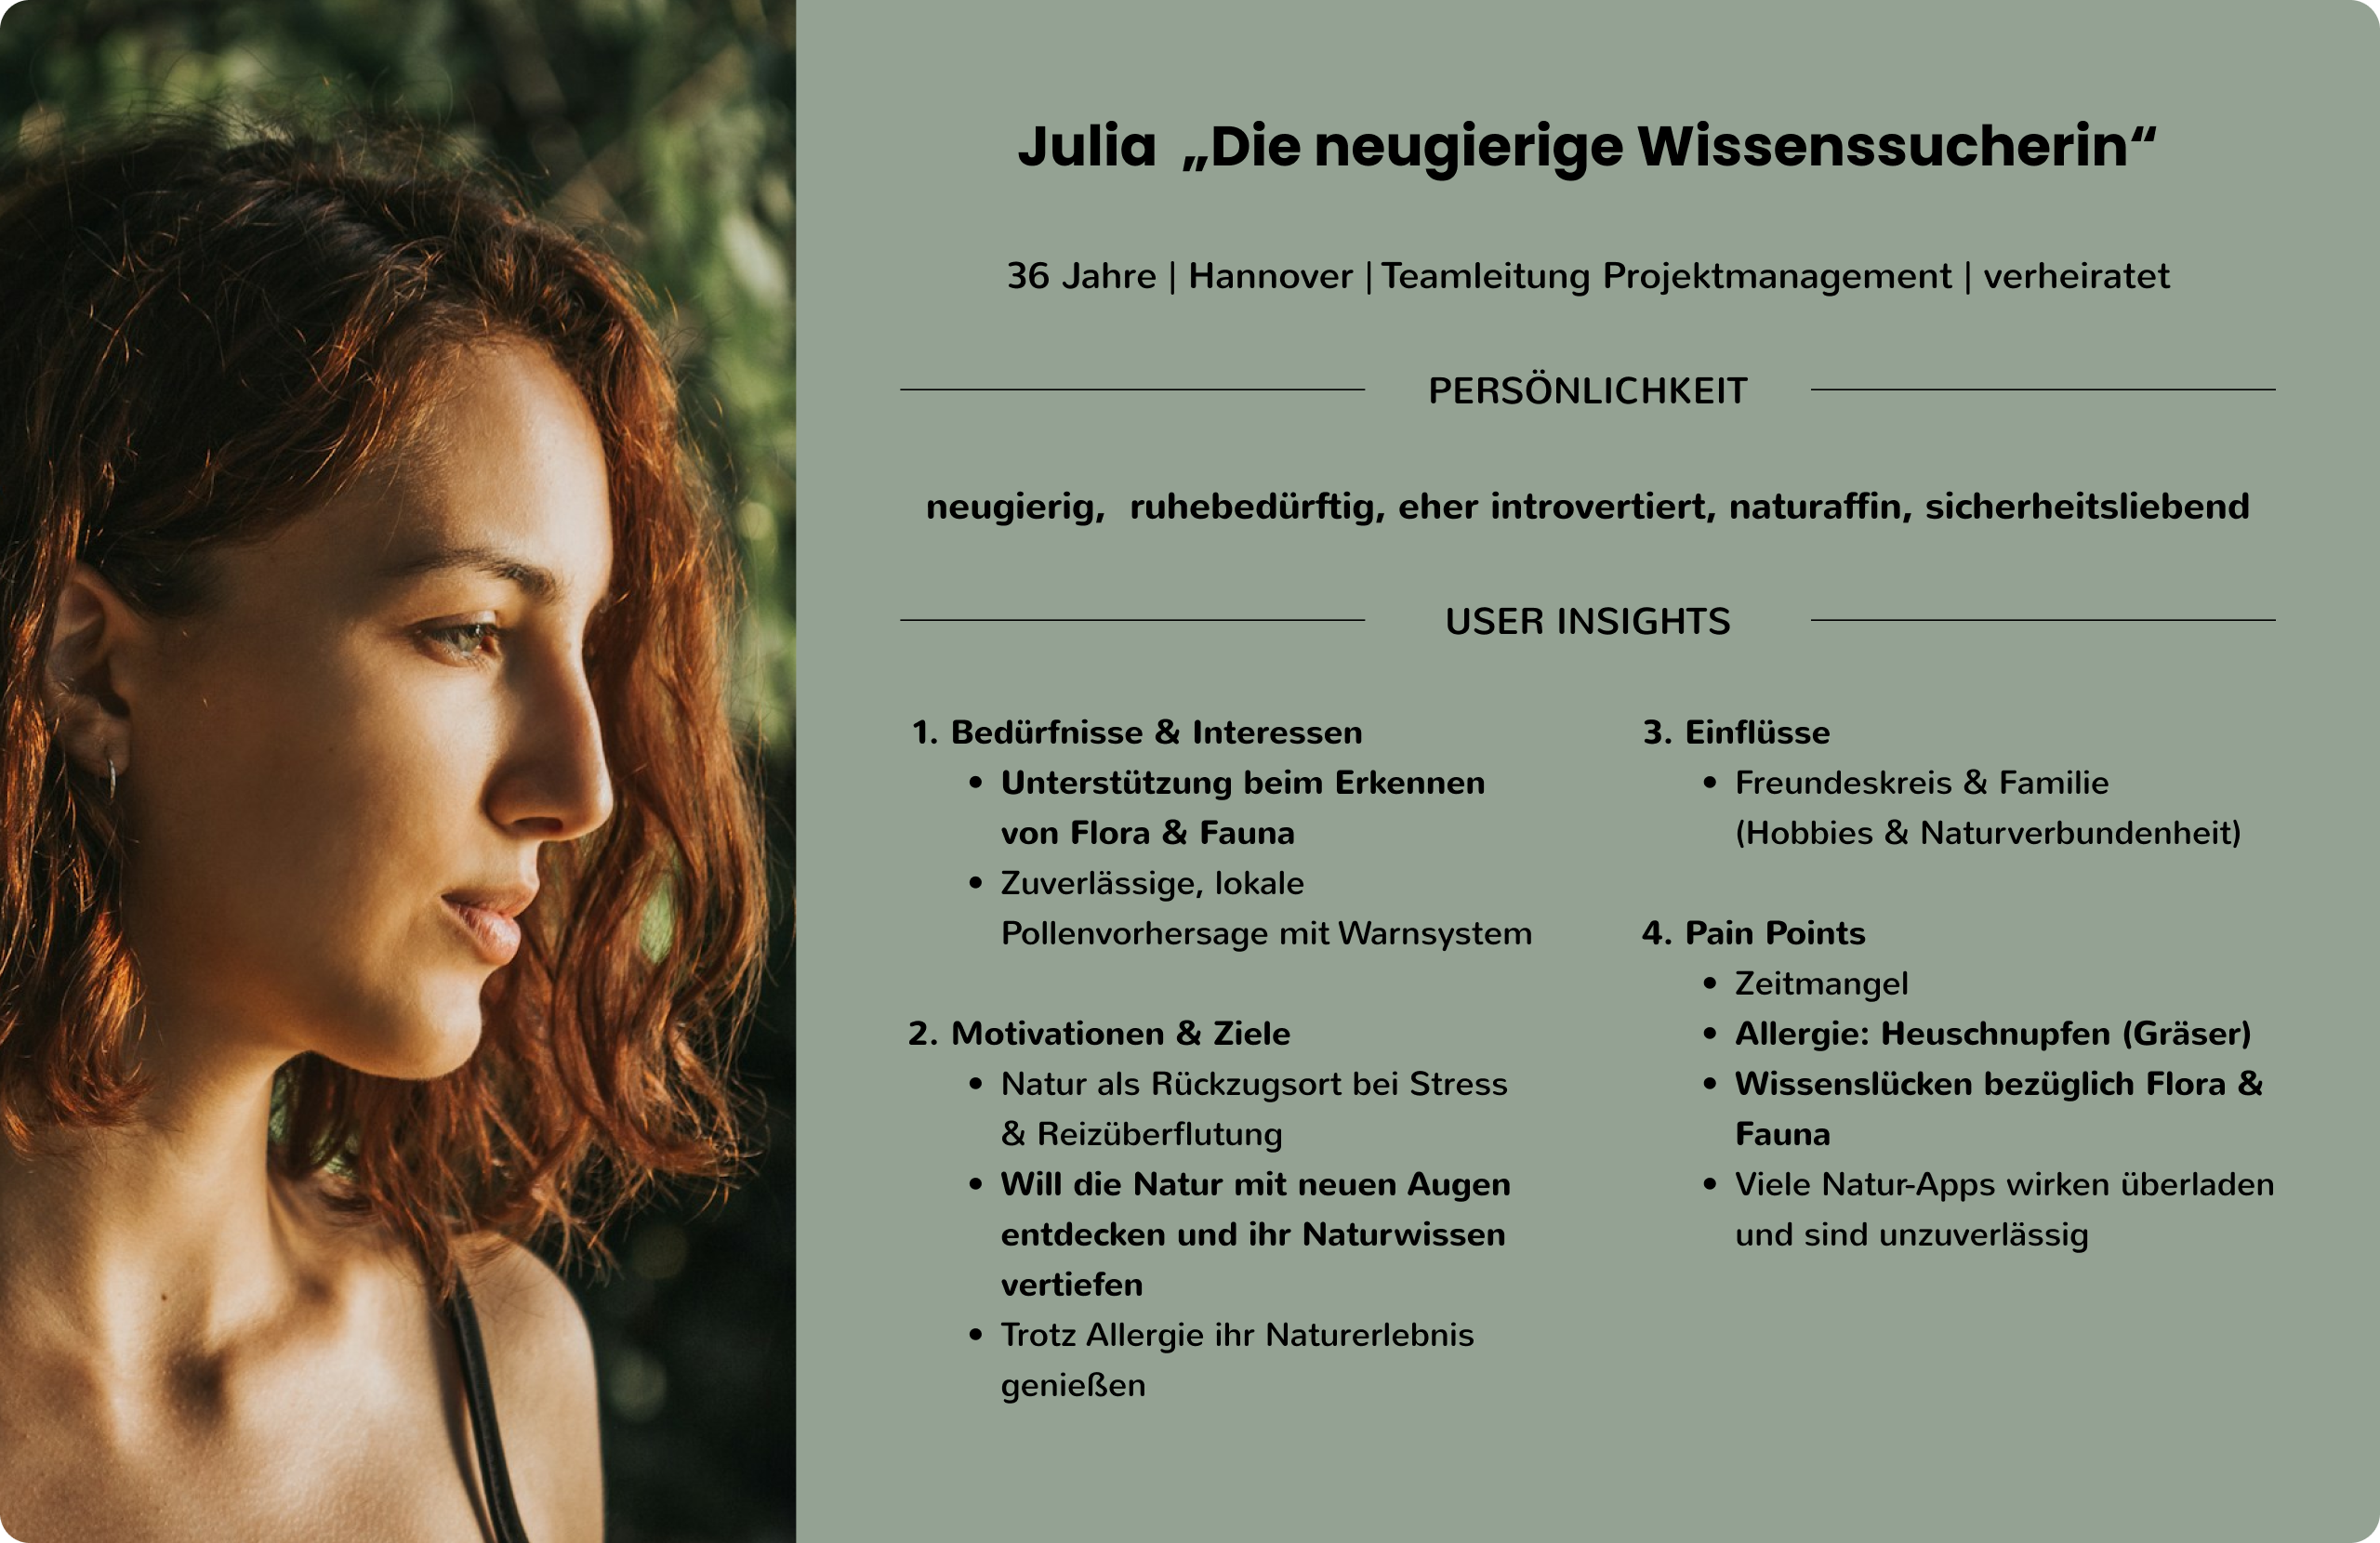 Julia „Die neugierige Wissenssucherin“
36 Jahre | Hannover | Teamleitung Projektmanagement | verheiratet
PERSÖNLICHKEIT
neugierig, ruhebedürftig, eher introvertiert, naturaffin, sicherheitsliebend
USER INSIGHTS
1. Bedürfnisse & Interessen
• Unterstützung beim Erkennen
von Flora & Fauna
• Zuverlässige, lokale
Pollenvorhersage mit Warnsystem
2. Motivationen & Ziele
• Natur als Rückzugsort bei Stress
& Reizüberflutung
• Will die Natur mit neuen Augen
entdecken und ihr Naturwissen
vertiefen
• Trotz Allergie ihr Naturerlebnis
genießen
3. Einflüsse
• Freundeskreis & Familie
(Hobbies & Naturverbundenheit)
4. Pain Points
• Zeitmangel
• Allergie: Heuschnupfen (Gräser)
• Wissenslücken bezüglich Flora &
Fauna
• Viele Natur-Apps wirken überladen
und sind unzuverlässig